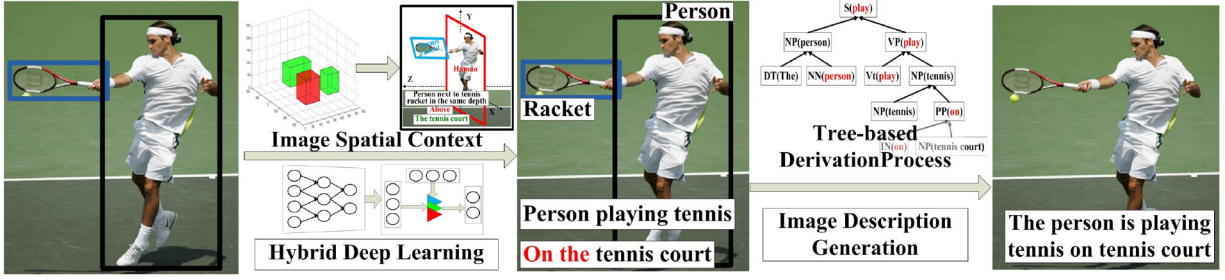 Y
Z
X
Human
Person next to tennis
racket in the same depth
Above
The tennis court
Image Spatial Context
Hybrid Deep Learning
Person
Racket
Person playing tennis
On the tennis court
S(play)
NP(person)
VP(play)
DT(The)
NN(person)
Vt(play)
NP(tennis)
NP(tennis)
PP(on)
IN(on)
NP(tennis court)
Tree-based
DerivationProcess
Image Description
Generation
The person is playing
tennis on tennis court